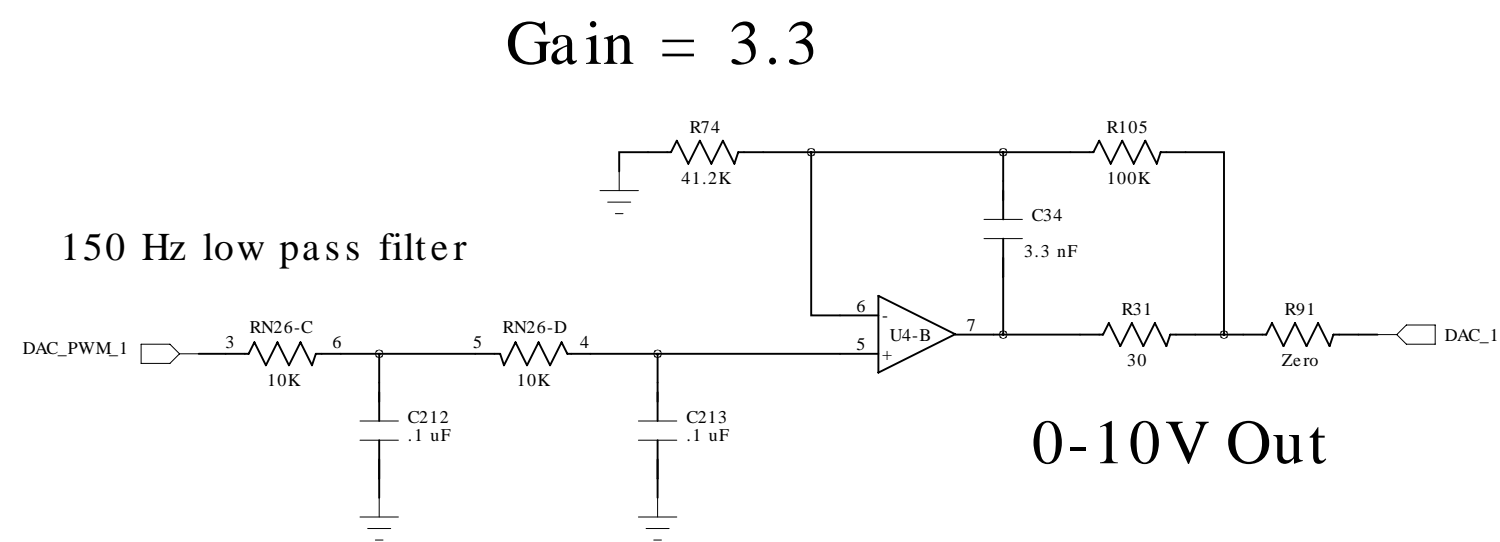 Gain = 3.3
R74
41.2K
R105
100K
C34
3.3 nF
150 Hz low pass filter
DAC_PWM_1
3
RN26-C
10K
6
5
RN26-D
10K
4
C212
.1 uF
C213
.1 uF
6
-
5
+
U4-B
7
R31
30
R91
Zero
DAC_1
0-10V Out